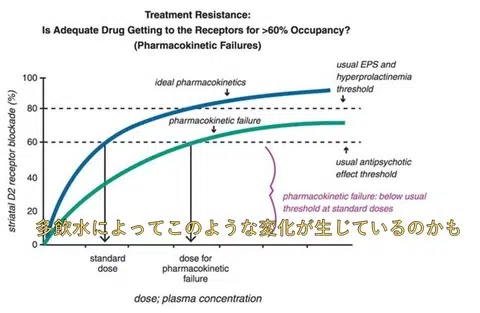 Treatment Resistance:
Is Adequate Drug Getting to the Receptors for >60% Occupancy?
(Pharmacokinetic Failures)
100
80
60
40
20
0
striatal D2 receptor blockade (%)
ideal pharmacokinetics
pharmacokinetic failure
usual EPS and
hyperprolactinemia
threshold
usual antipsychotic
effect threshold
pharmacokinetic failure: below usual
threshold at standard doses
多飲水によってこのような変化が生じているのかも
standard
dose
dose for
pharmacokinetic
failure
dose; plasma concentration